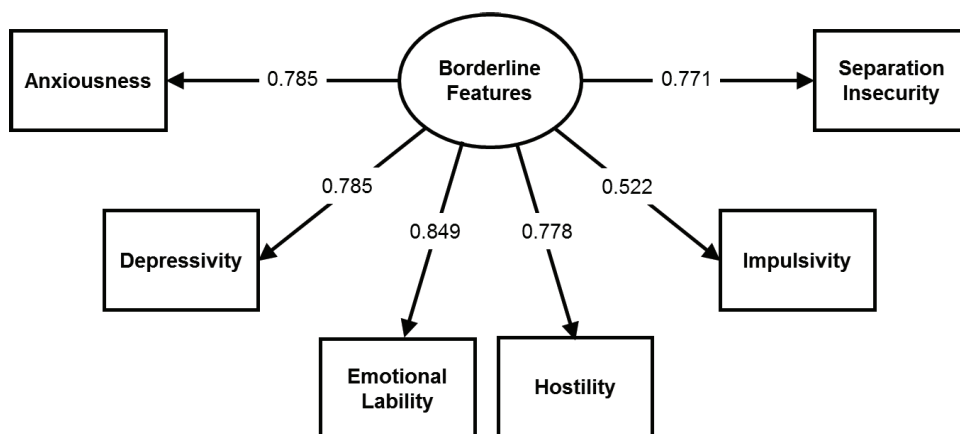 Borderline
Features
Anxiousness
0.785
0.771
Separation
Insecurity
0.785
0.522
0.849
0.778
Depressivity
Impulsivity
Emotional
Lability
Hostility